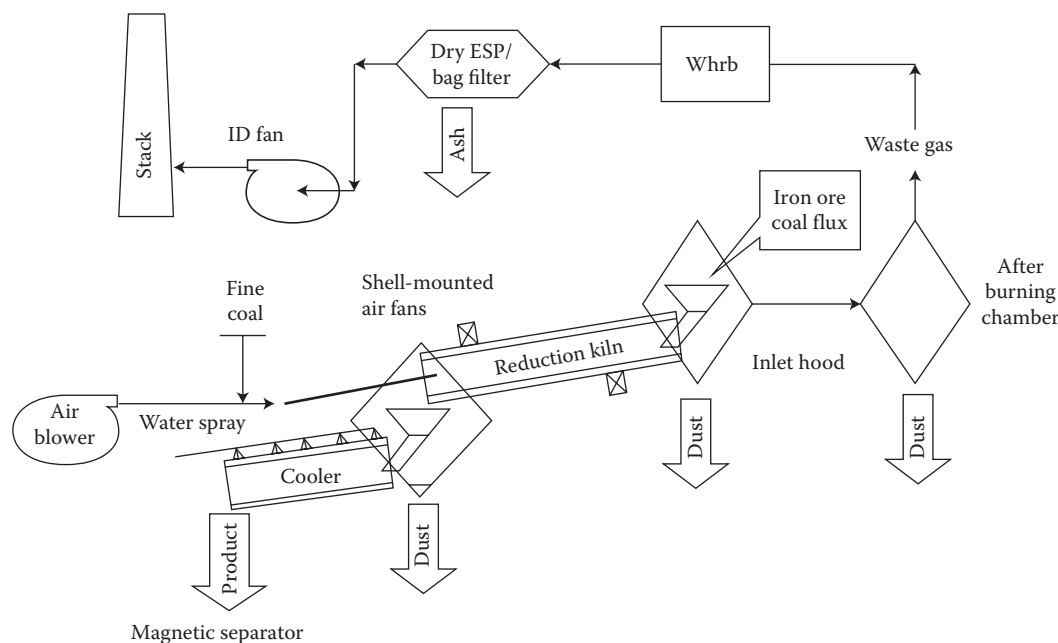 Dry ESP/
bag filter
Whrb
Stack
ID fan
Ash
Waste gas
Iron ore
coal flux
Shell-mounted
air fans
Fine
coal
After
burning
chamber
Reduction kiln
Inlet hood
Air
blower
Water spray
Dust
Dust
Cooler
Product
Dust
Magnetic separator